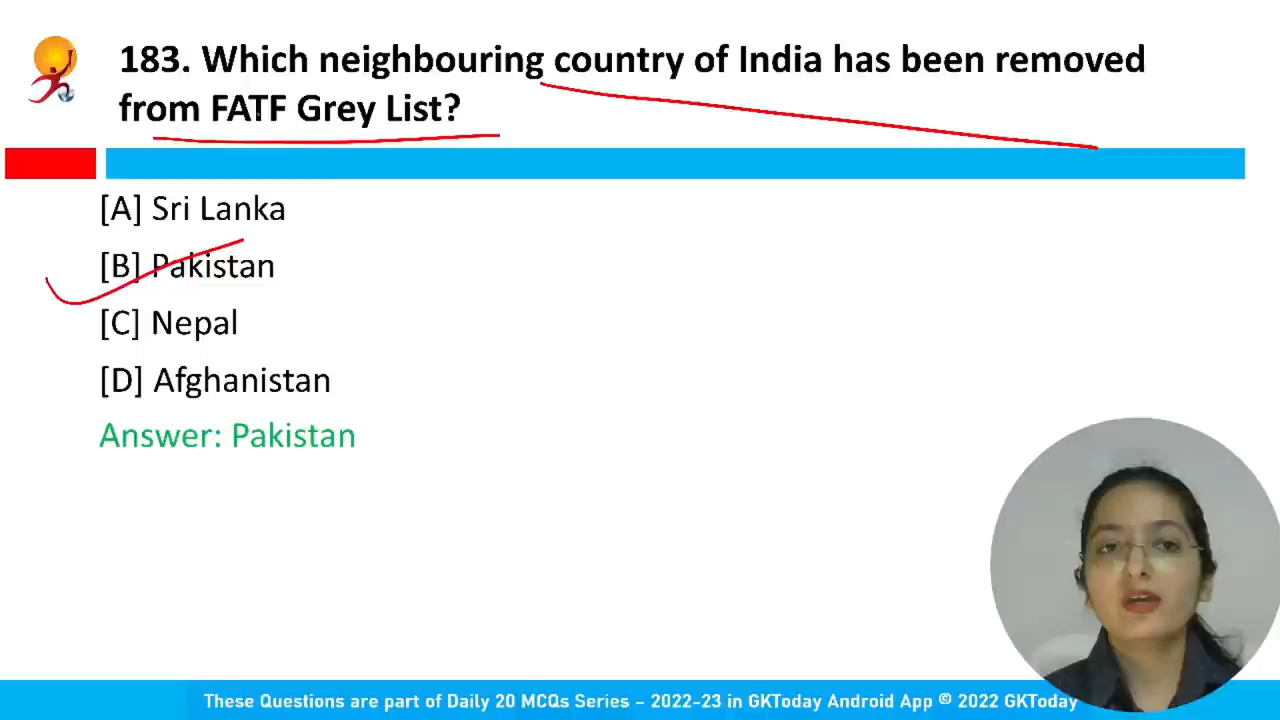 183. Which neighbouring country of India has been removed
from FATF Grey List?
[A] Sri Lanka
[B] Pakistan
[C] Nepal
[D] Afghanistan
Answer: Pakistan
These Questions are part of Daily 20 MCQs Series – 2022-23 in GKToday Android App © 2022 GKToday